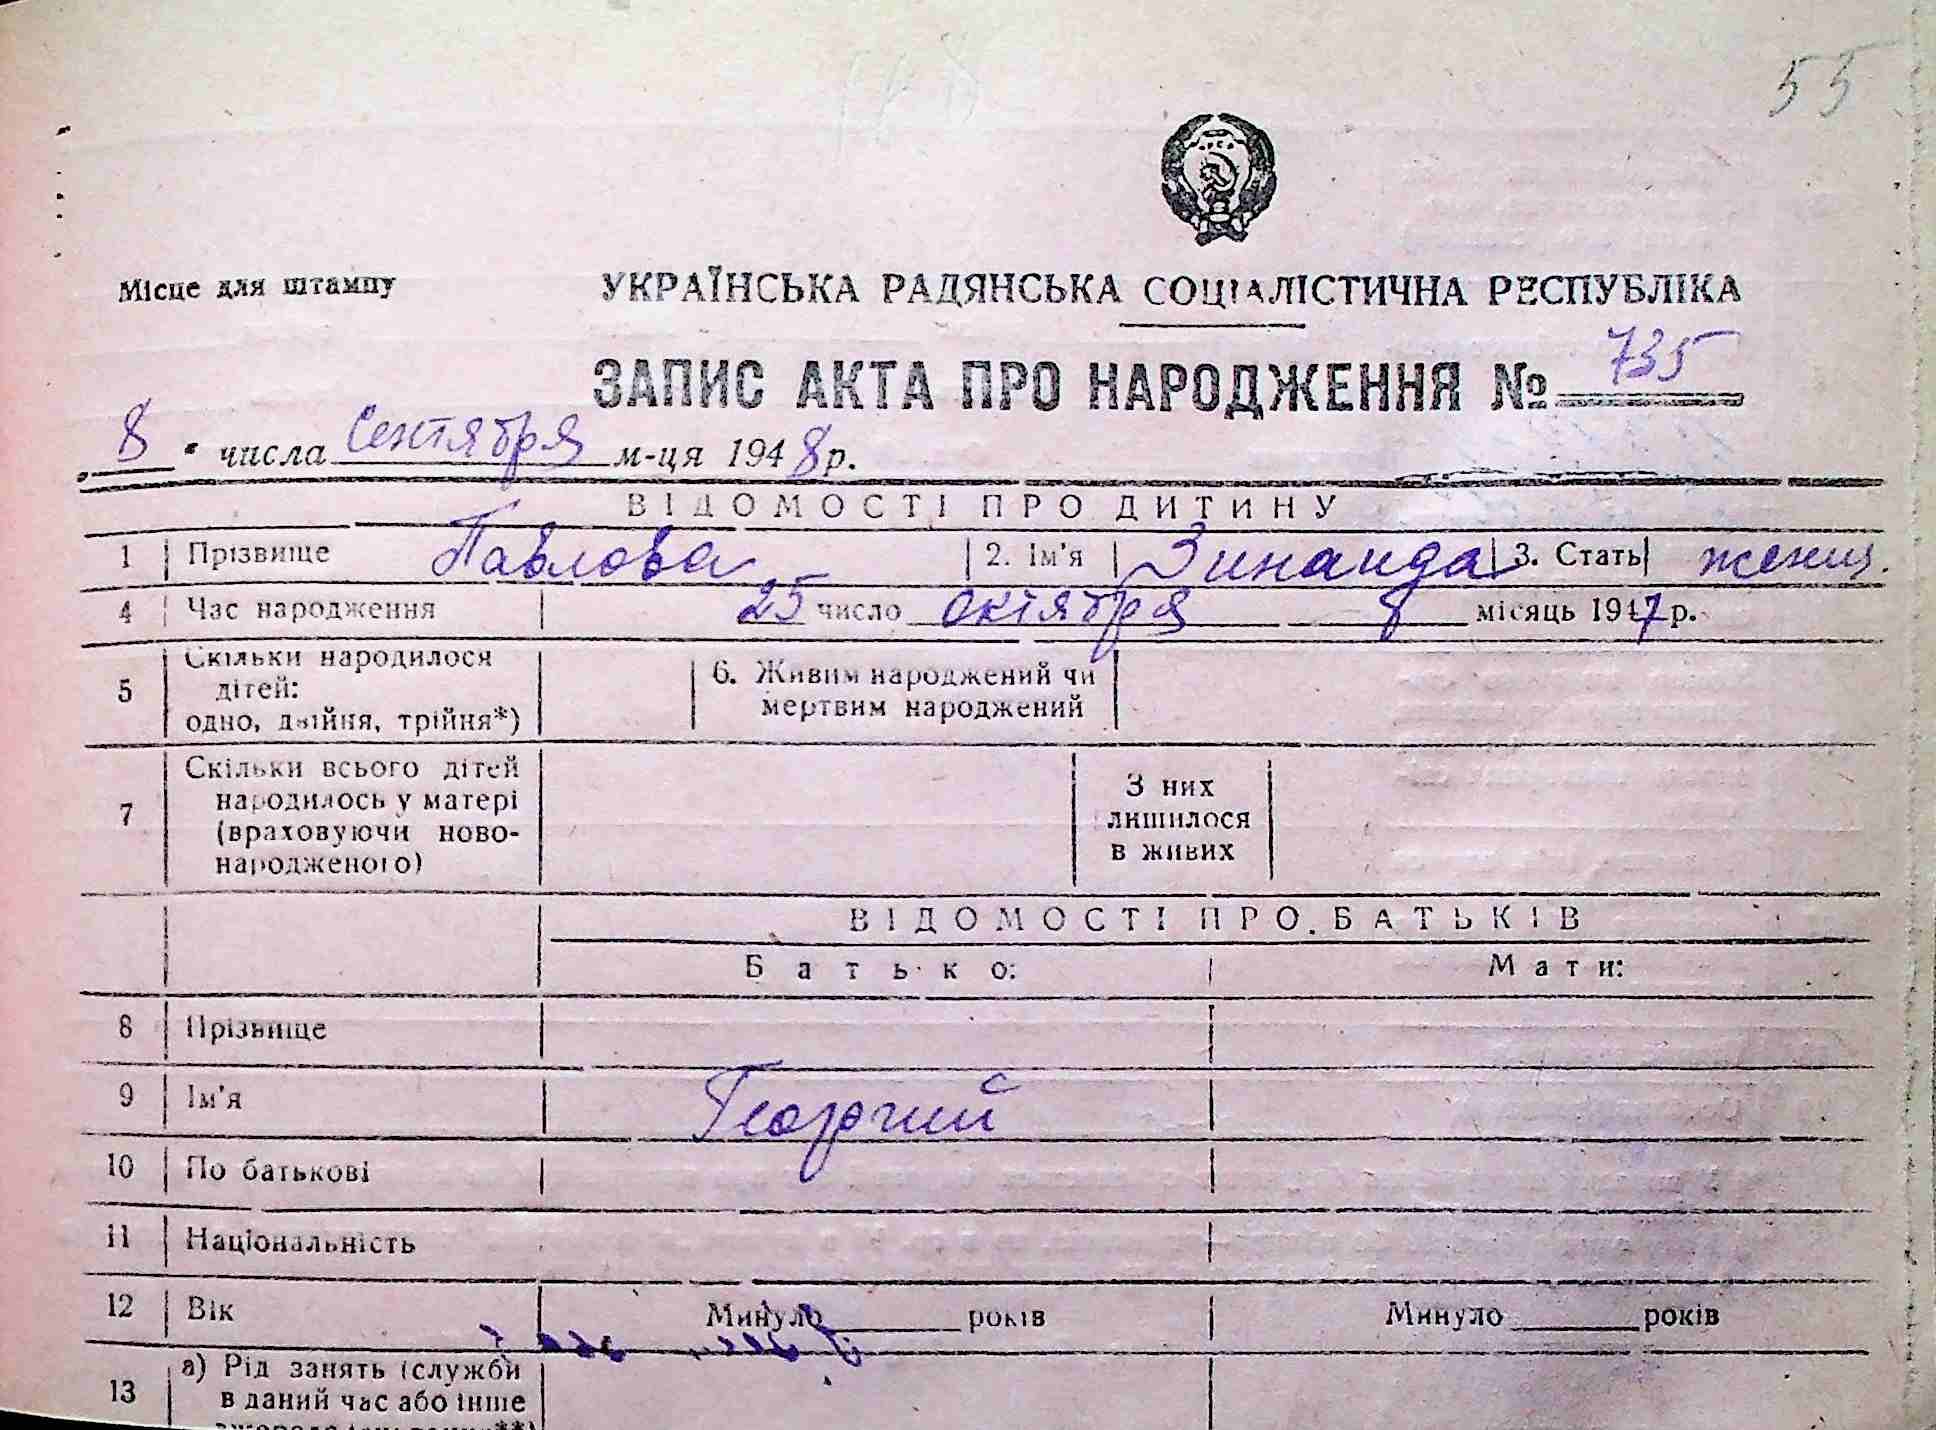 55
Місце для штампу
УКРАЇНСЬКА РАДЯНСЬКА СОЦІАЛІСТИЧНА РЕСПУБЛІКА
ЗАПИС АКТА ПРО НАРОДЖЕННЯ № 735
„8" числа Сентября м-ця 1948 р.
ВІДОМОСТІ ПРО ДИТИНУ
1 Прізвище Павлова 2. Ім'я Зинаида 3. Стать женщ.
4 Час народження 25 число октября місяць 1947 р.
5 Скільки народилося
дітей:
одно, двійня, трійня*)
6. Живим народжений чи
мертвим народжений
7 Скільки всього дітей
народилось у матері
(враховуючи ново-
народженого)
З них
лишилося
в живих
ВІДОМОСТІ ПРО БАТЬКІВ
Батько: Мати:
8 Прізвище
9 Ім'я Георгий
10 По батькові
11 Національність
12 Вік Минуло ______ років Минуло ______ років
13 а) Рід занять (служби
в даний час або інше